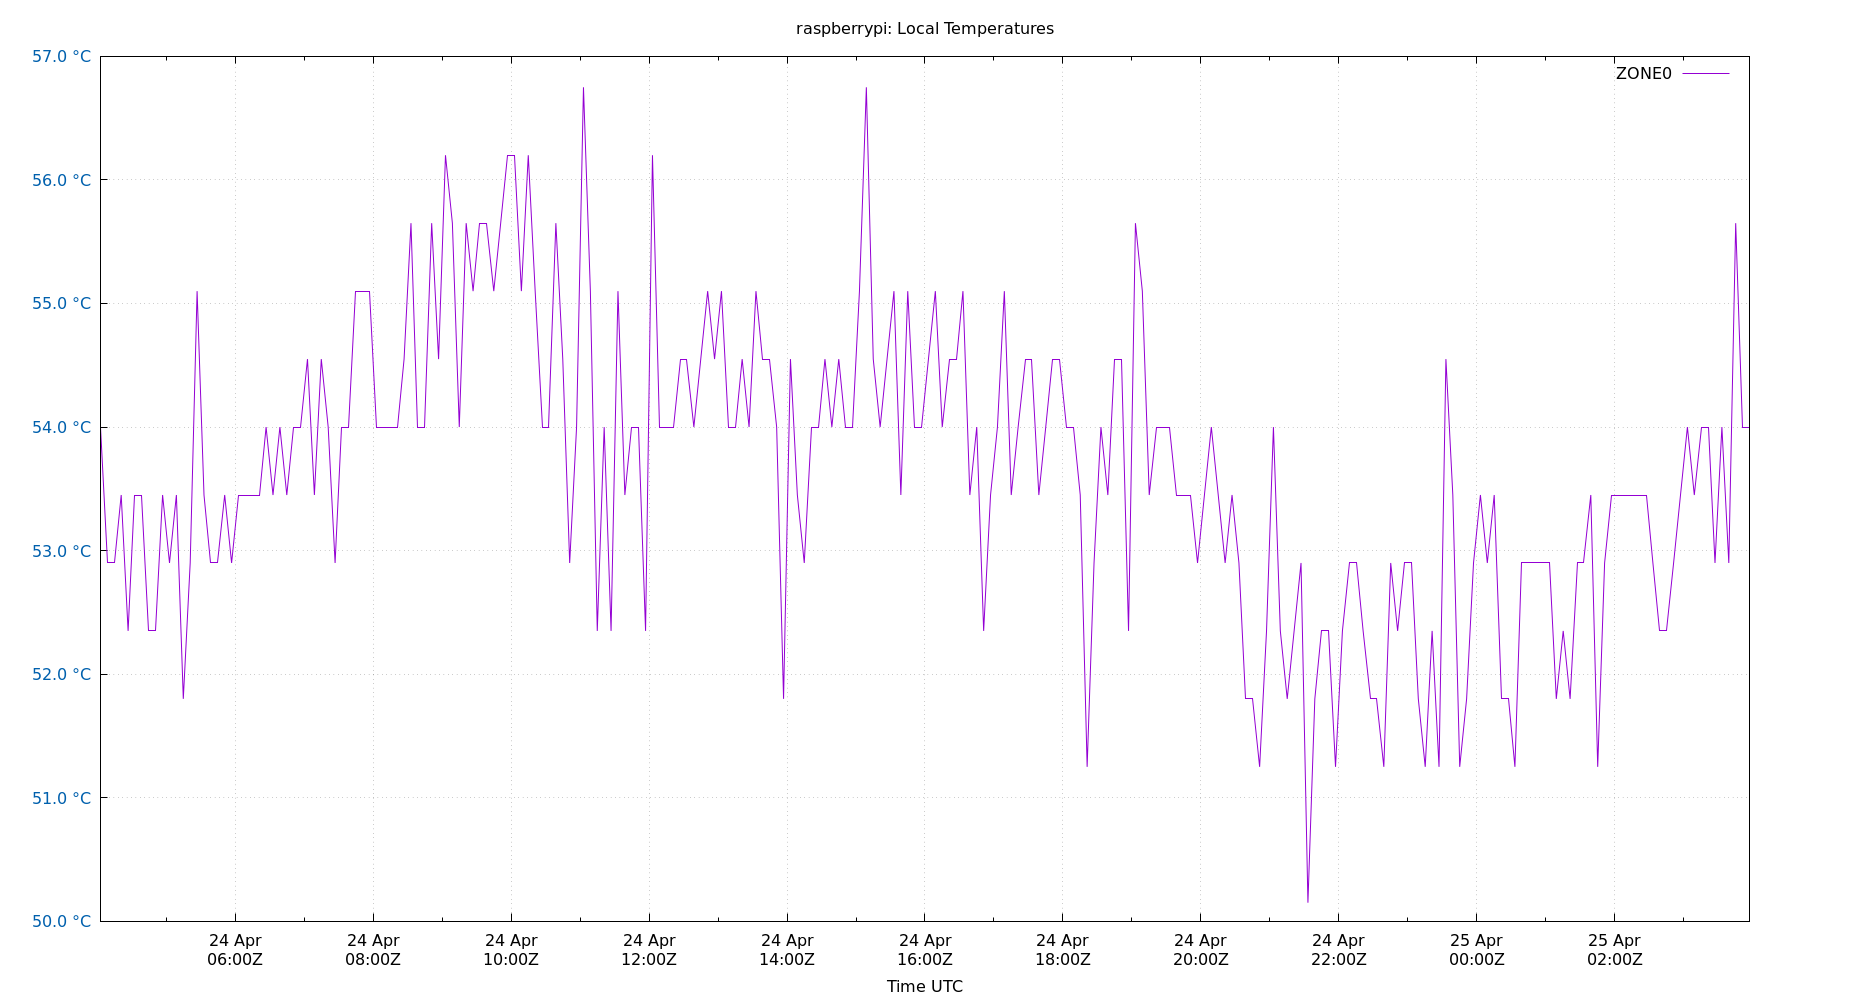 raspberrypi: Local Temperatures
57.0 °C
ZONE0
56.0 °C
55.0 °C
54.0 °C
53.0 °C
52.0 °C
51.0 °C
50.0 °C
24 Apr 24 Apr 24 Apr 24 Apr 24 Apr 24 Apr 24 Apr 24 Apr 24 Apr 25 Apr 25 Apr
06:00Z 08:00Z 10:00Z 12:00Z 14:00Z 16:00Z 18:00Z 20:00Z 22:00Z 00:00Z 02:00Z
Time UTC